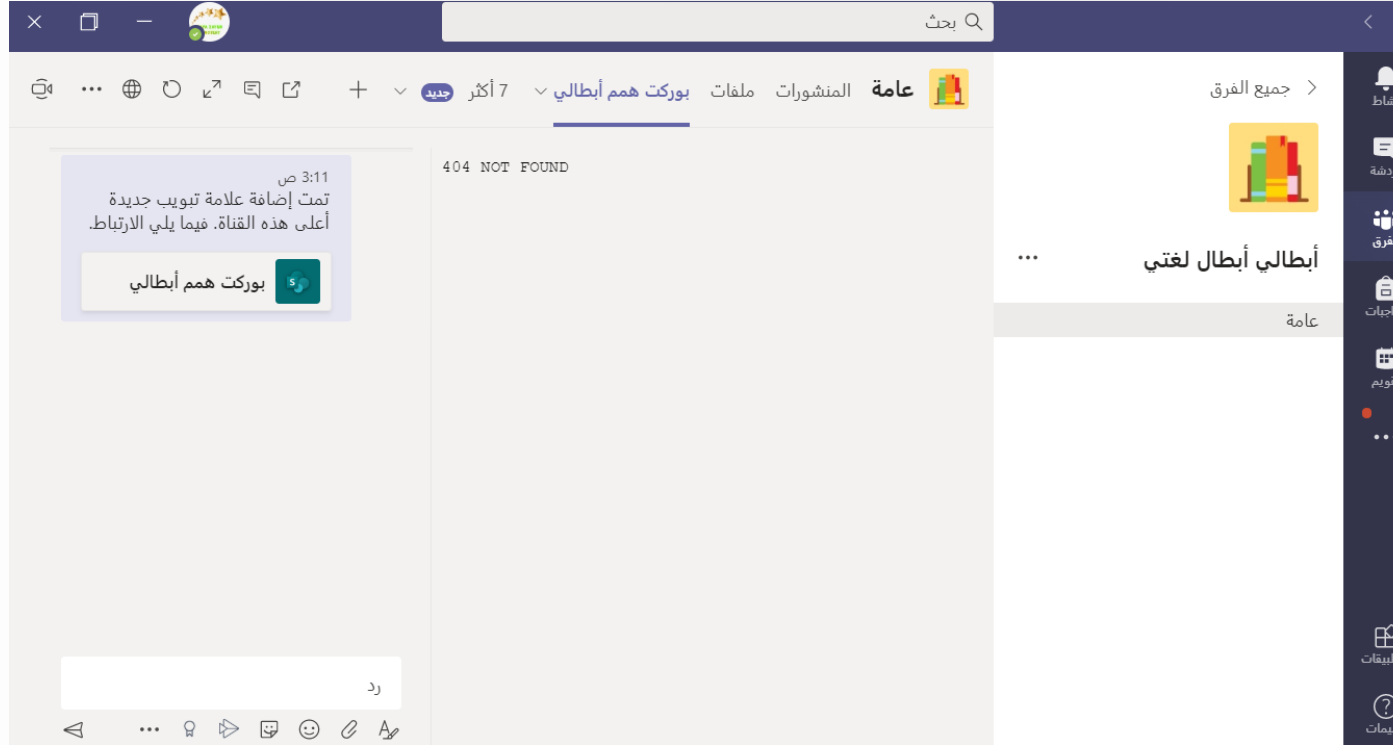 بحث
عامة
المنشورات
ملفات
بوركت همم أبطالي
7 أكثر
جديد
جميع الفرق
أبطالي أبطال لغتي
عامة
404 NOT FOUND
3:11 ص
تمت إضافة علامة تبويب جديدة
أعلى هذه القناة. فيما يلي الارتباط.
بوركت همم أبطالي
رد